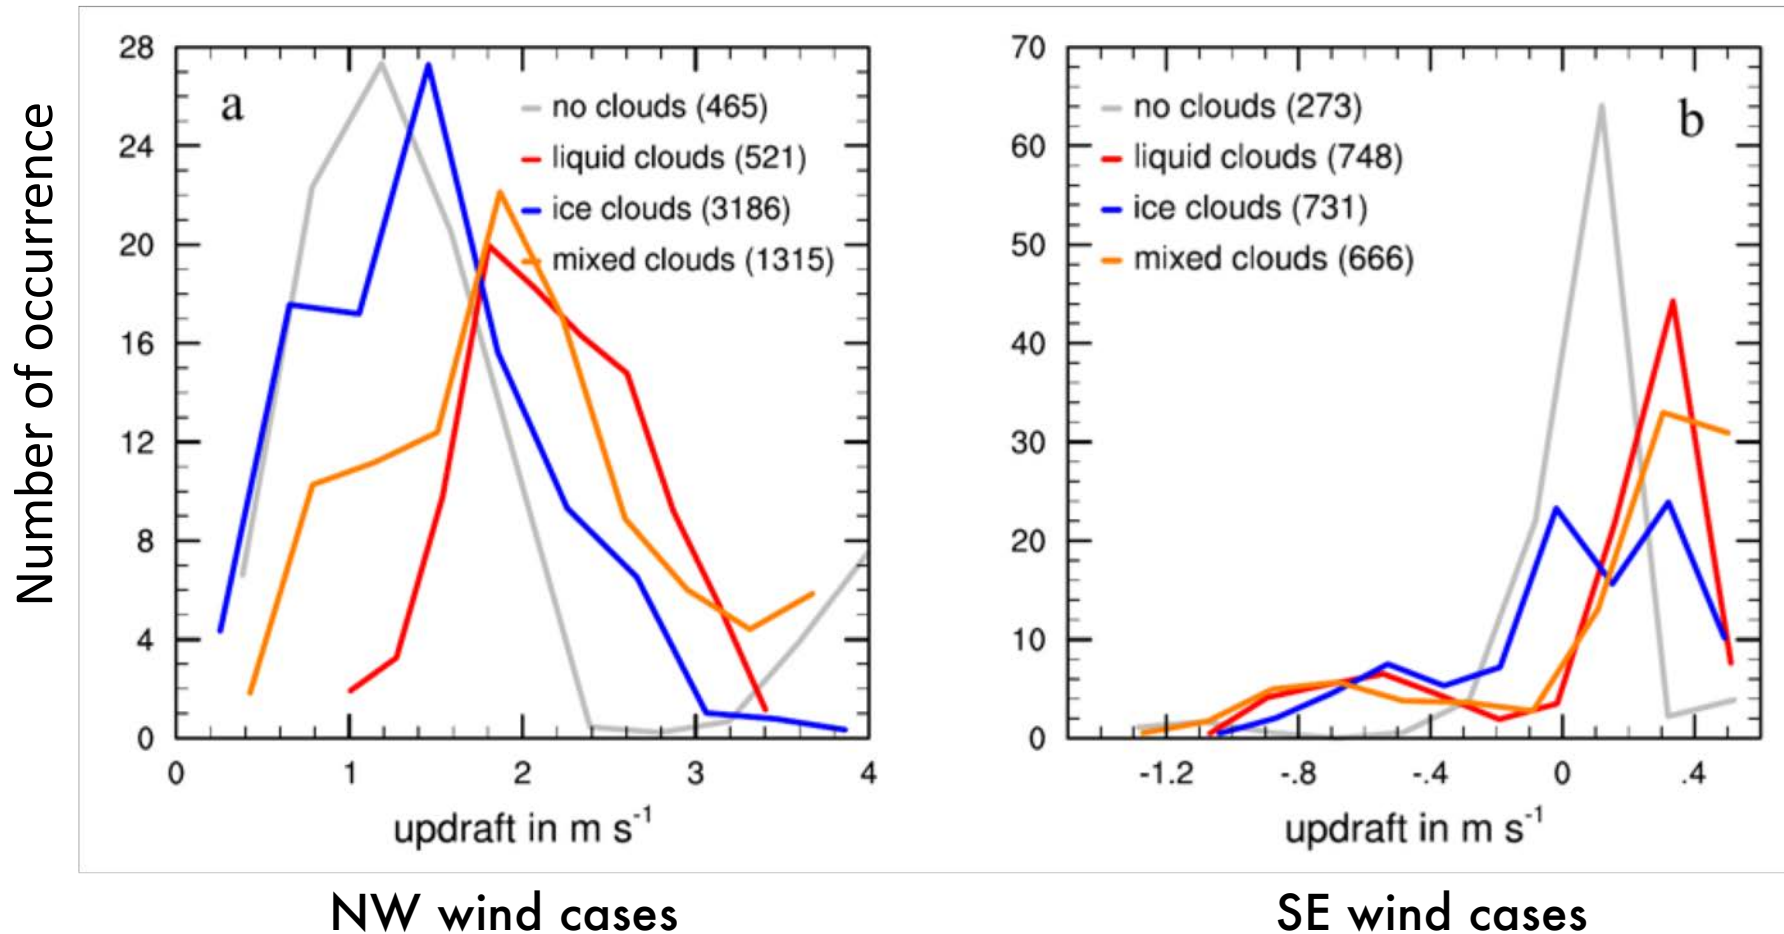 Number of occurrence
28
24
20
16
12
8
4
0
0 1 2 3 4
a
no clouds (465)
liquid clouds (521)
ice clouds (3186)
mixed clouds (1315)
updraft in m s-1
NW wind cases
70
60
50
40
30
20
10
0
-1.2 -.8 -.4 0 .4
b
no clouds (273)
liquid clouds (748)
ice clouds (731)
mixed clouds (666)
updraft in m s-1
SE wind cases